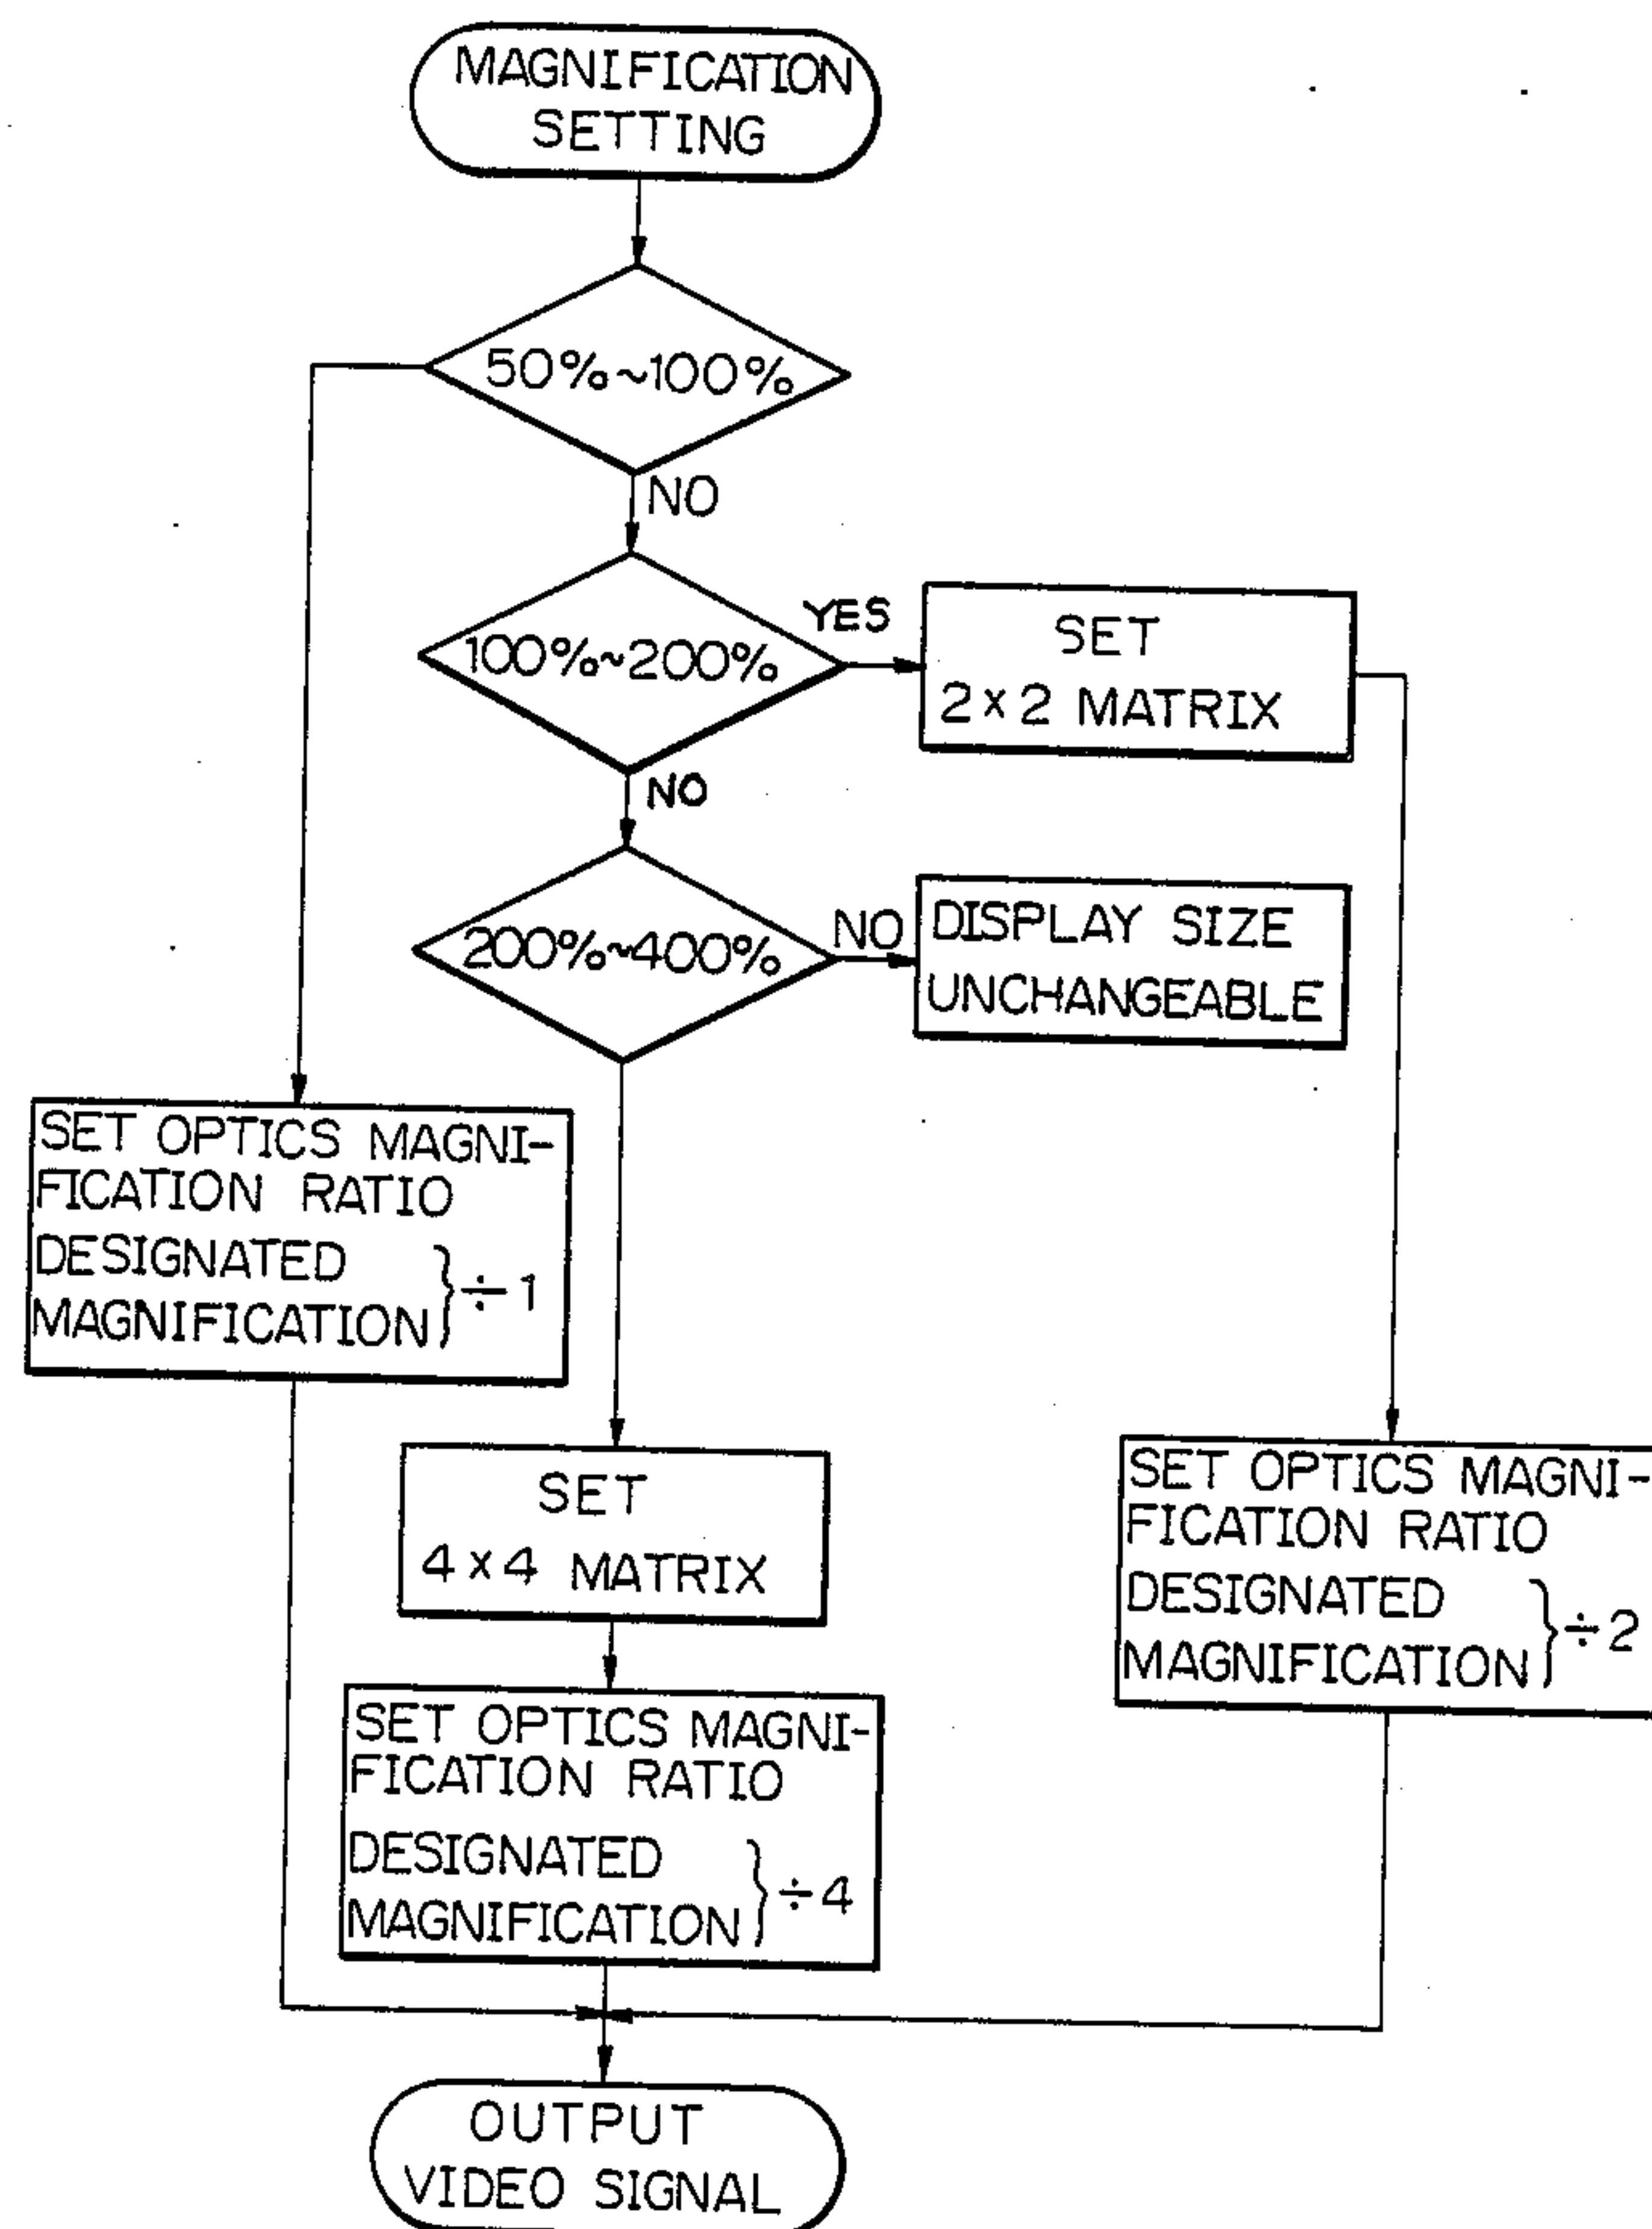 MAGNIFICATION
SETTING
50%~100%
NO
100%~200%
YES
SET
2×2 MATRIX
NO
200%~400%
NO
DISPLAY SIZE
UNCHANGEABLE
SET OPTICS MAGNI-
FICATION RATIO
DESIGNATED
MAGNIFICATION } ÷ 1
SET
4×4 MATRIX
SET OPTICS MAGNI-
FICATION RATIO
DESIGNATED
MAGNIFICATION } ÷ 4
SET OPTICS MAGNI-
FICATION RATIO
DESIGNATED
MAGNIFICATION } ÷ 2
OUTPUT
VIDEO SIGNAL